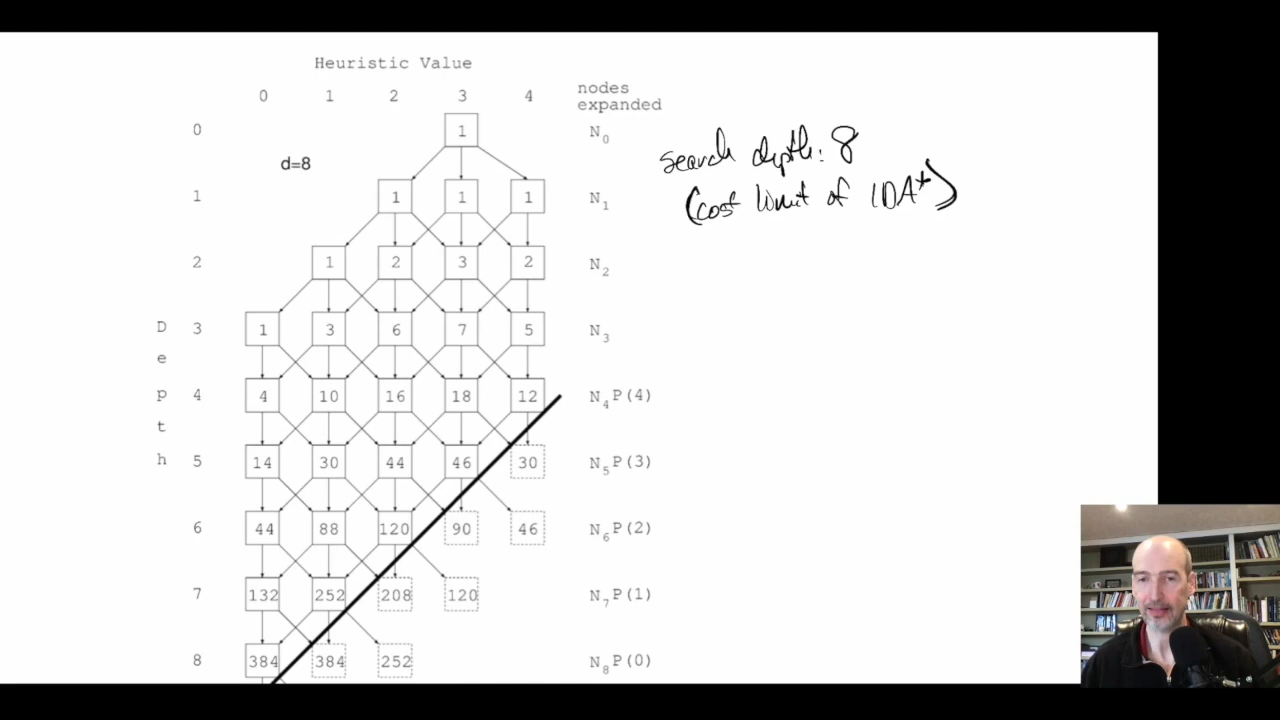 Heuristic Value
0 1 2 3 4 nodes expanded
0 1 N0
d=8
search depth: 8
(cost limit of IDA*)
1 1 1 1 N1
2 1 2 3 2 N2
D 3 1 3 6 7 5 N3
e
p 4 4 10 16 18 12 N4P(4)
t
h 5 14 30 44 46 30 N5P(3)
6 44 88 120 90 46 N6P(2)
7 132 252 208 120 N7P(1)
8 384 384 252 N8P(0)